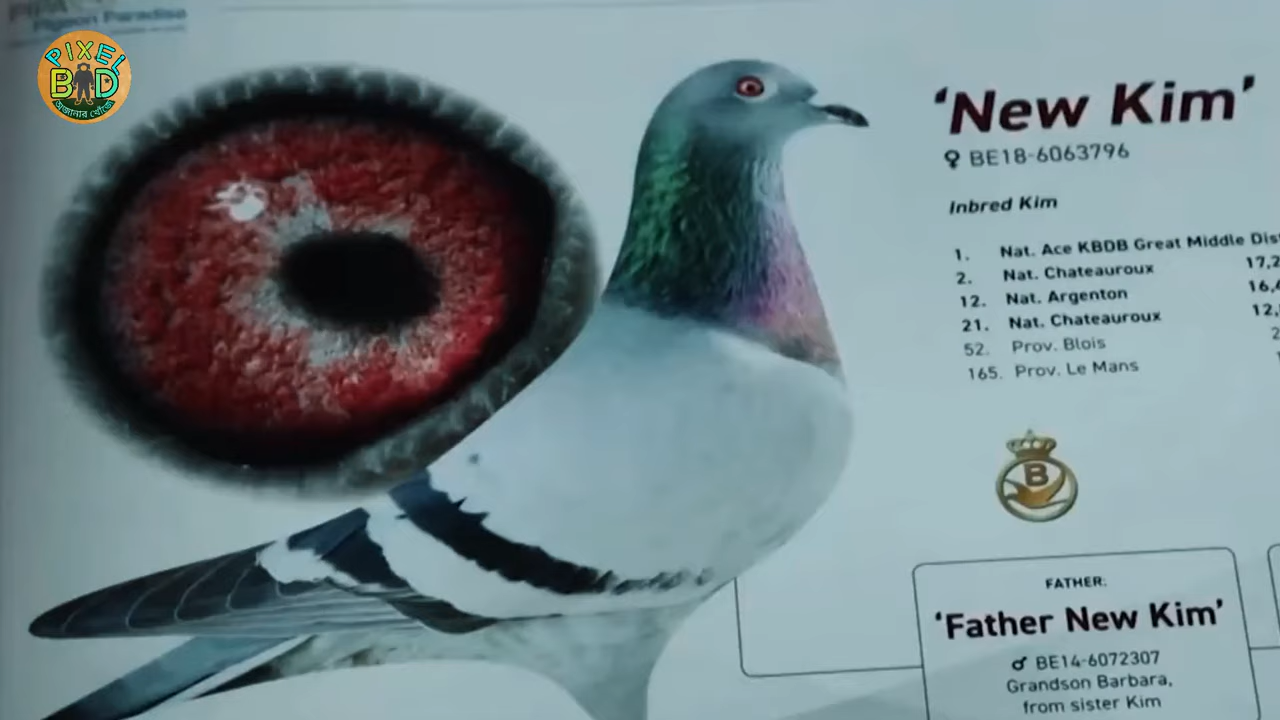 Pigeon Paradise
PIXEl
BD
অজানার খোঁজে
'New Kim'
♀ BE18-6063796
Inbred Kim
1. Nat. Ace KBDB Great Middle
2. Nat. Chateauroux 17,2
12. Nat. Argenton 16,
21. Nat. Chateauroux 12,
52. Prov. Blois 2
165. Prov. Le Mans
B
FATHER:
'Father New Kim'
♂ BE14-6072307
Grandson Barbara,
from sister Kim